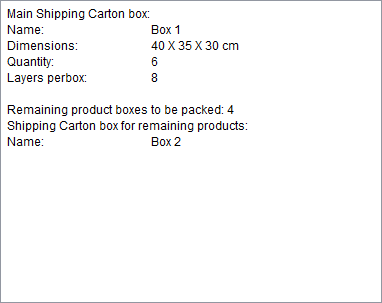 Main Shipping Carton box:
Name: Box 1
Dimensions: 40 X 35 X 30 cm
Quantity: 6
Layers perbox: 8
Remaining product boxes to be packed: 4
Shipping Carton box for remaining products:
Name: Box 2